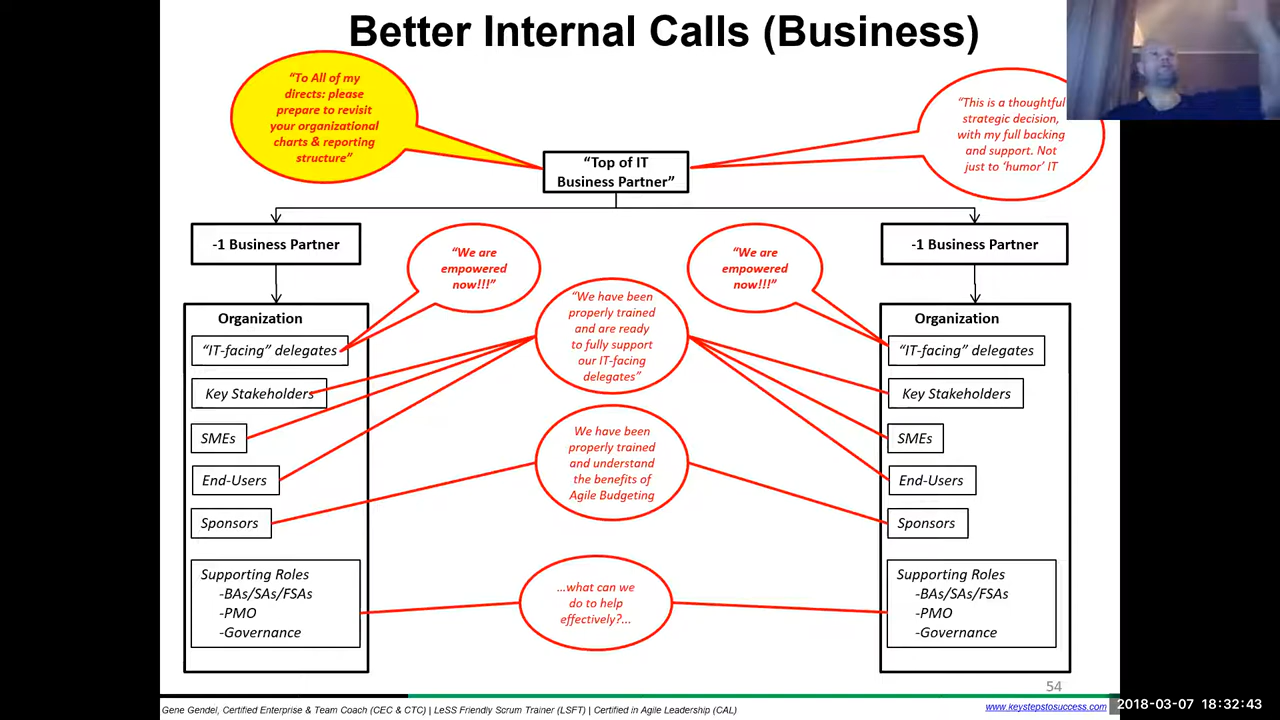 Better Internal Calls (Business)
“To All of my
directs: please
prepare to revisit
your organizational
charts & reporting
structure”
“This is a thoughtful
strategic decision,
with my full backing
and support. Not
just to ‘humor’ IT
“Top of IT
Business Partner”
-1 Business Partner
“We are
empowered
now!!!”
“We are
empowered
now!!!”
-1 Business Partner
“We have been
properly trained
and are ready
to fully support
our IT-facing
delegates”
We have been
properly trained
and understand
the benefits of
Agile Budgeting
...what can we
do to help
effectively?...
Organization
“IT-facing” delegates
Key Stakeholders
SMEs
End-Users
Sponsors
Supporting Roles
-BAs/SAs/FSAs
-PMO
-Governance
Organization
“IT-facing” delegates
Key Stakeholders
SMEs
End-Users
Sponsors
Supporting Roles
-BAs/SAs/FSAs
-PMO
-Governance
54
Gene Gendel, Certified Enterprise & Team Coach (CEC & CTC) | LeSS Friendly Scrum Trainer (LSFT) | Certified in Agile Leadership (CAL)
www.keystepstosuccess.com
2018-03-07 18:32:43